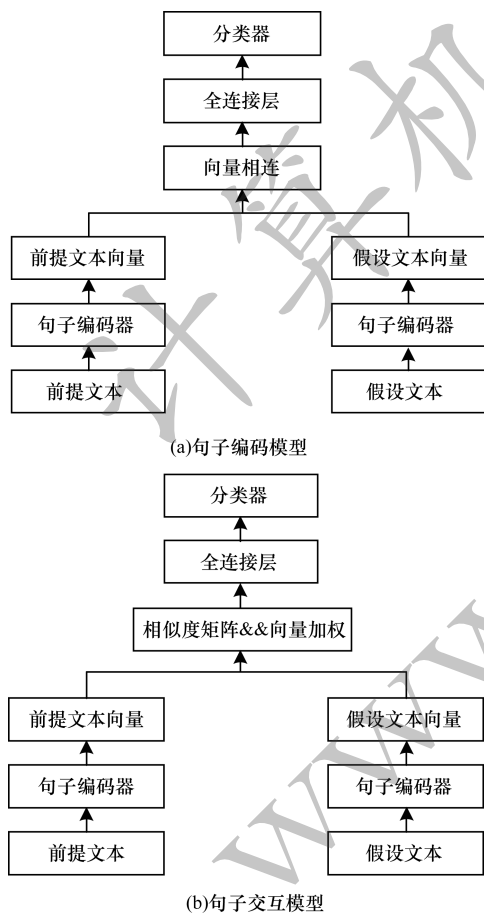 分类器
全连接层
向量相连
前提文本向量 假设文本向量
句子编码器 句子编码器
前提文本 假设文本
(a)句子编码模型
分类器
全连接层
相似度矩阵&&向量加权
前提文本向量 假设文本向量
句子编码器 句子编码器
前提文本 假设文本
(b)句子交互模型
计算机
www